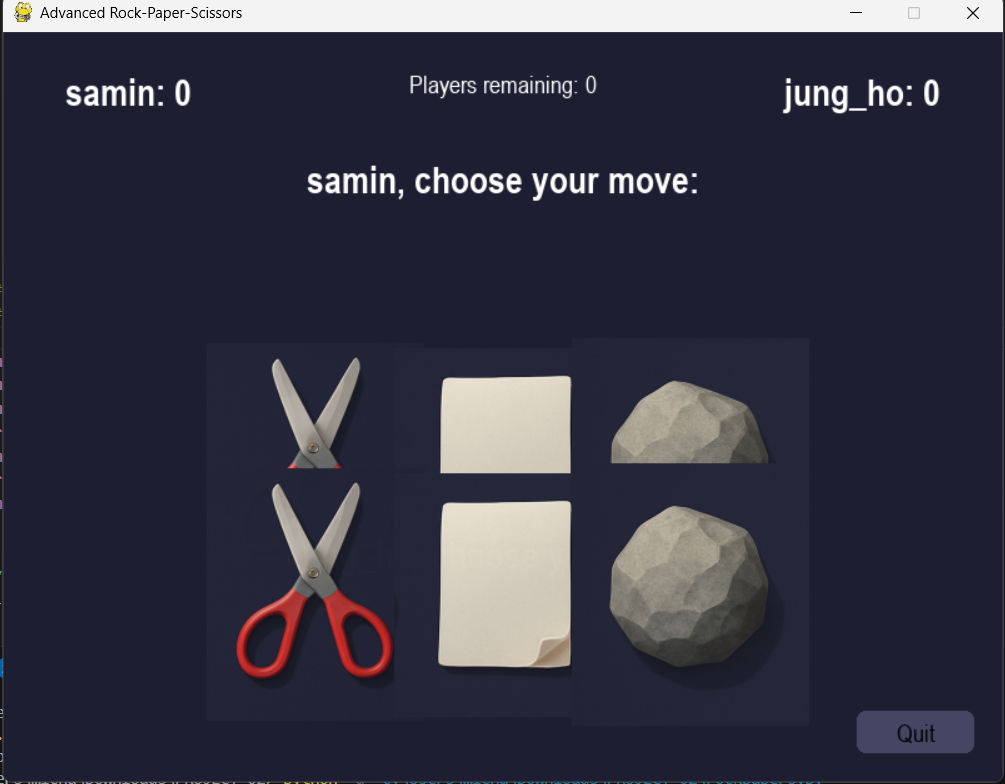 Advanced Rock-Paper-Scissors
samin: 0
Players remaining: 0
jung_ho: 0
samin, choose your move:
Quit